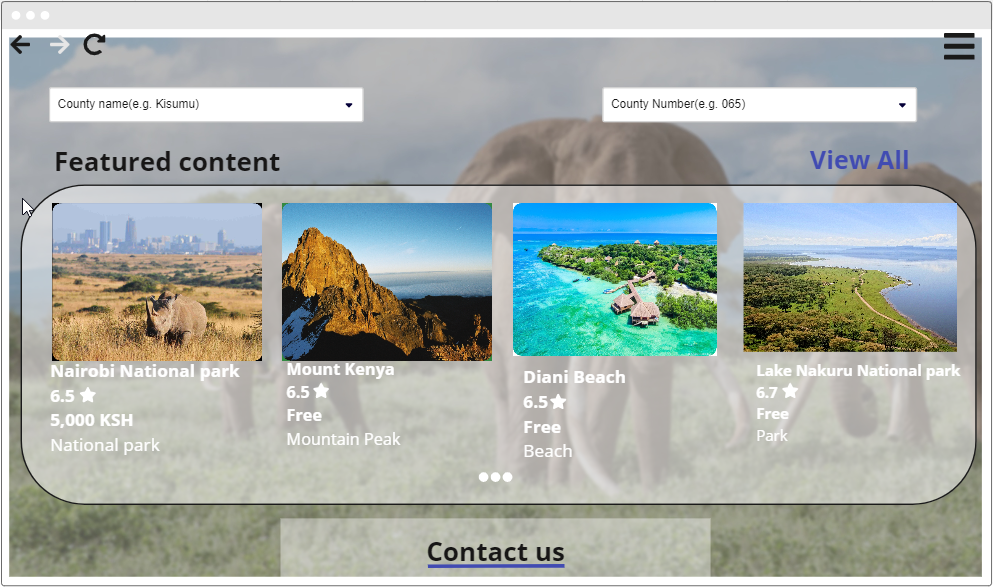 County name(e.g. Kisumu)
County Number(e.g. 065)
Featured content
View All
Nairobi National park
6.5
5,000 KSH
National park
Mount Kenya
6.5
Free
Mountain Peak
Diani Beach
6.5
Free
Beach
Lake Nakuru National park
6.7
Free
Park
Contact us